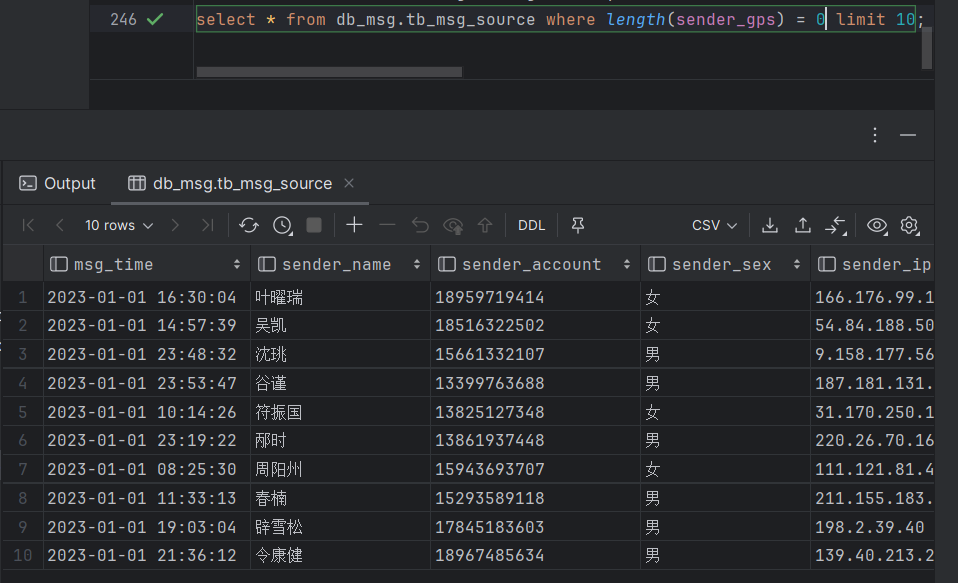 246 select * from db_msg.tb_msg_source where length(sender_gps) = 0 limit 10;
Output db_msg.tb_msg_source
10 rows DDL CSV
msg_time sender_name sender_account sender_sex sender_ip
1 2023-01-01 16:30:04 叶曜瑞 18959719414 女 166.176.99.1
2 2023-01-01 14:57:39 吴凯 18516322502 女 54.84.188.50
3 2023-01-01 23:48:32 沈珧 15661332107 男 9.158.177.56
4 2023-01-01 23:53:47 谷谨 13399763688 男 187.181.131.
5 2023-01-01 10:14:26 符振国 13825127348 女 31.170.250.1
6 2023-01-01 23:19:22 邴时 13861937448 男 220.26.70.16
7 2023-01-01 08:25:30 周阳州 15943693707 女 111.121.81.4
8 2023-01-01 11:33:13 春楠 15293589118 男 211.155.183.
9 2023-01-01 19:03:04 辟雪松 17845183603 男 198.2.39.40
10 2023-01-01 21:36:12 令康健 18967485634 男 139.40.213.2